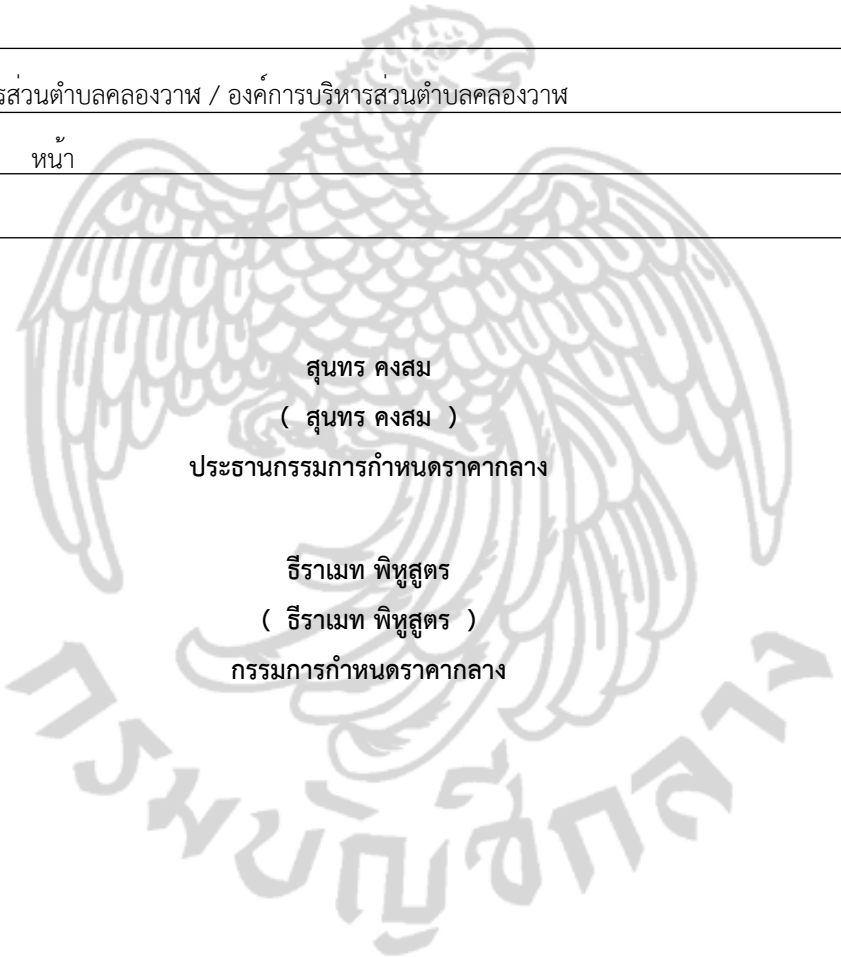 รส่วนตำบลคลองวาฬ / องค์การบริหารส่วนตำบลคลองวาฬ
หน้า
สุนทร คงสม
( สุนทร คงสม )
ประธานกรรมการกำหนดราคากลาง
ธีราเมท พิหูสูตร
( ธีราเมท พิหูสูตร )
กรรมการกำหนดราคากลาง
กรมบัญชีกลาง